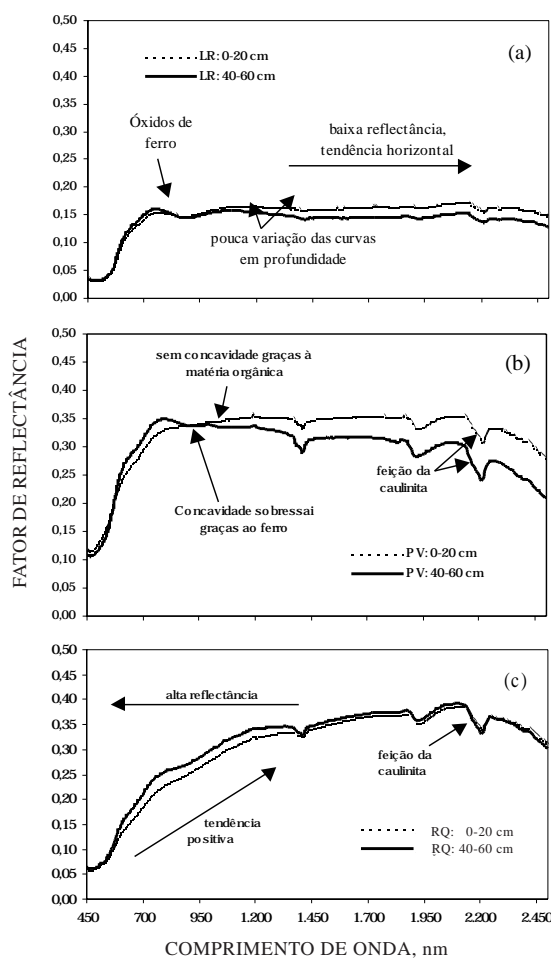 FATOR DE REFLECTÂNCIA
0,50
0,45
0,40
0,35
0,30
0,25
0,20
0,15
0,10
0,05
0,00
(a)
LR: 0-20 cm
LR: 40-60 cm
Óxidos de
ferro
baixa reflectância,
tendência horizontal
pouca variação das curvas
em profundidade
0,50
0,45
0,40
0,35
0,30
0,25
0,20
0,15
0,10
0,05
0,00
(b)
sem concavidade graças à
matéria orgânica
Concavidade sobressai
graças ao ferro
feição da
caulinita
PV: 0-20 cm
PV: 40-60 cm
0,50
0,45
0,40
0,35
0,30
0,25
0,20
0,15
0,10
0,05
0,00
(c)
alta reflectância
tendência
positiva
feição da
caulinita
RQ: 0-20 cm
RQ: 40-60 cm
450 700 950 1.200 1.450 1.700 1.950 2.200 2.450
COMPRIMENTO DE ONDA, nm